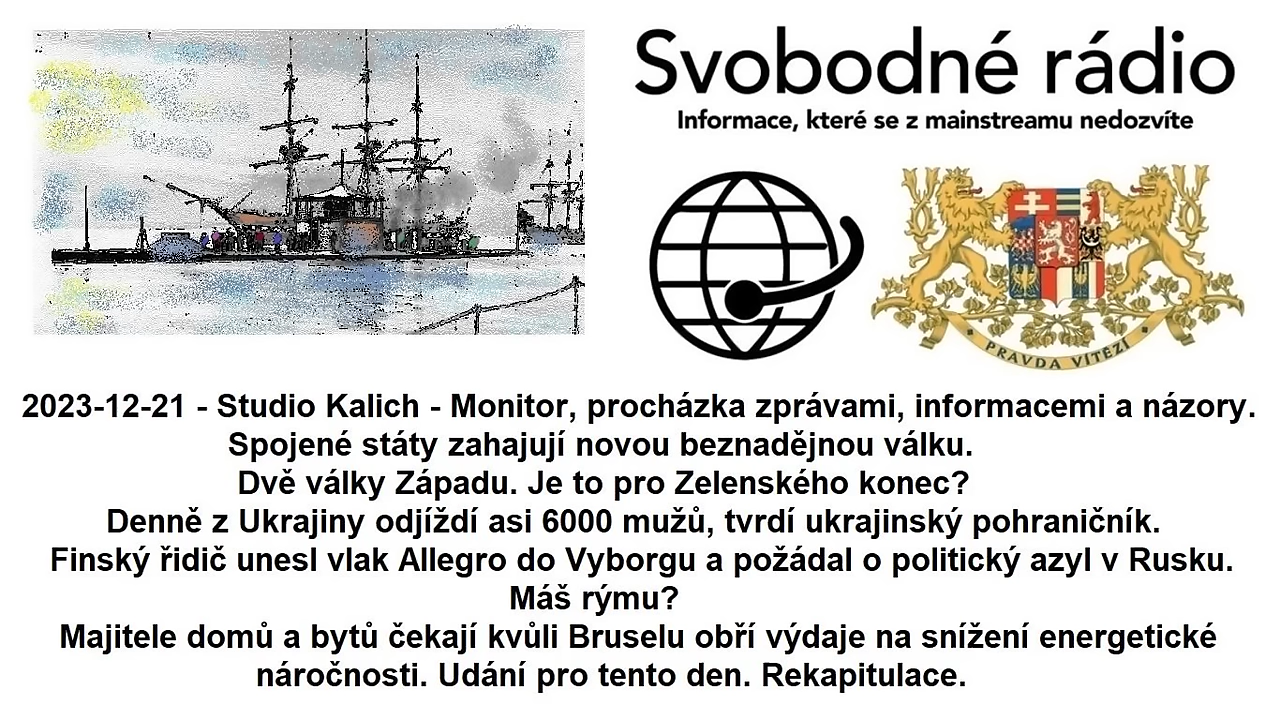 Svobodné rádio
Informace, které se z mainstreamu nedozvíte
PRAVDA VÍTĚZÍ
2023-12-21 - Studio Kalich - Monitor, procházka zprávami, informacemi a názory.
Spojené státy zahajují novou beznadějnou válku.
Dvě války Západu. Je to pro Zelenského konec?
Denně z Ukrajiny odjíždí asi 6000 mužů, tvrdí ukrajinský pohraničník.
Finský řidič unesl vlak Allegro do Vyborgu a požádal o politický azyl v Rusku.
Máš rýmu?
Majitele domů a bytů čekají kvůli Bruselu obří výdaje na snížení energetické
náročnosti. Udání pro tento den. Rekapitulace.